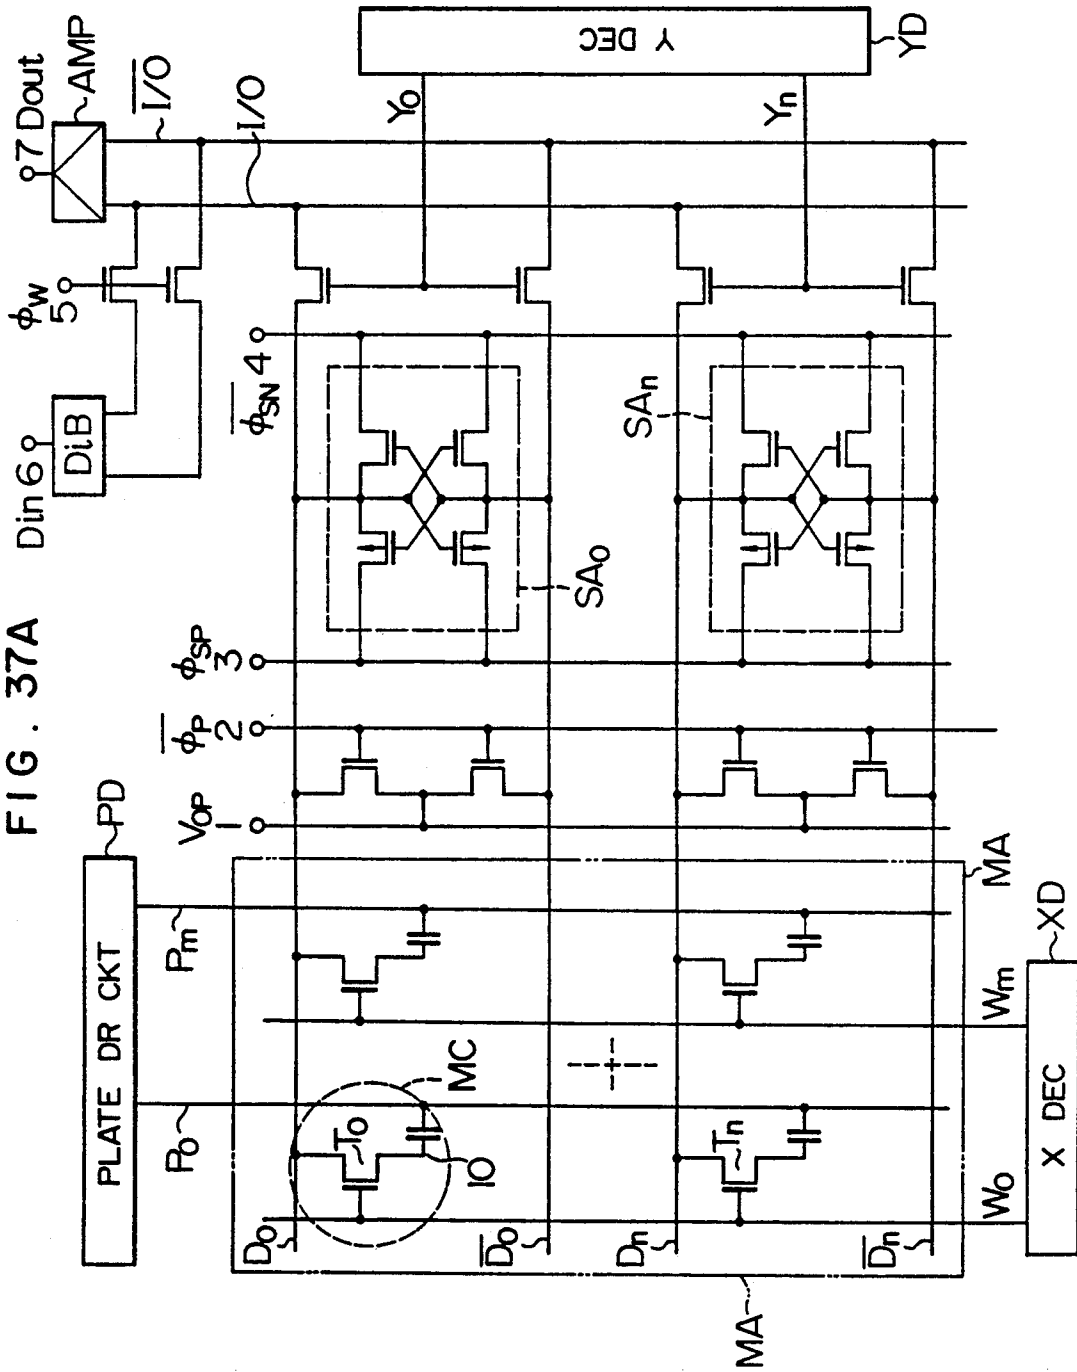 FIG. 37A
PLATE DR CKT
PD
P0
Pm
MC
T0
10
Tn
D0
D̅0
Dn
D̅n
MA
MA
W0
Wm
X DEC
XD
VOP
1
ϕ̅P
2
ϕSP
3
ϕ̅SN
4
SA0
SAn
Din 6
DiB
ϕW
5
7 Dout
AMP
I̅/̅O̅
I/O
Y0
Yn
Y DEC
YD